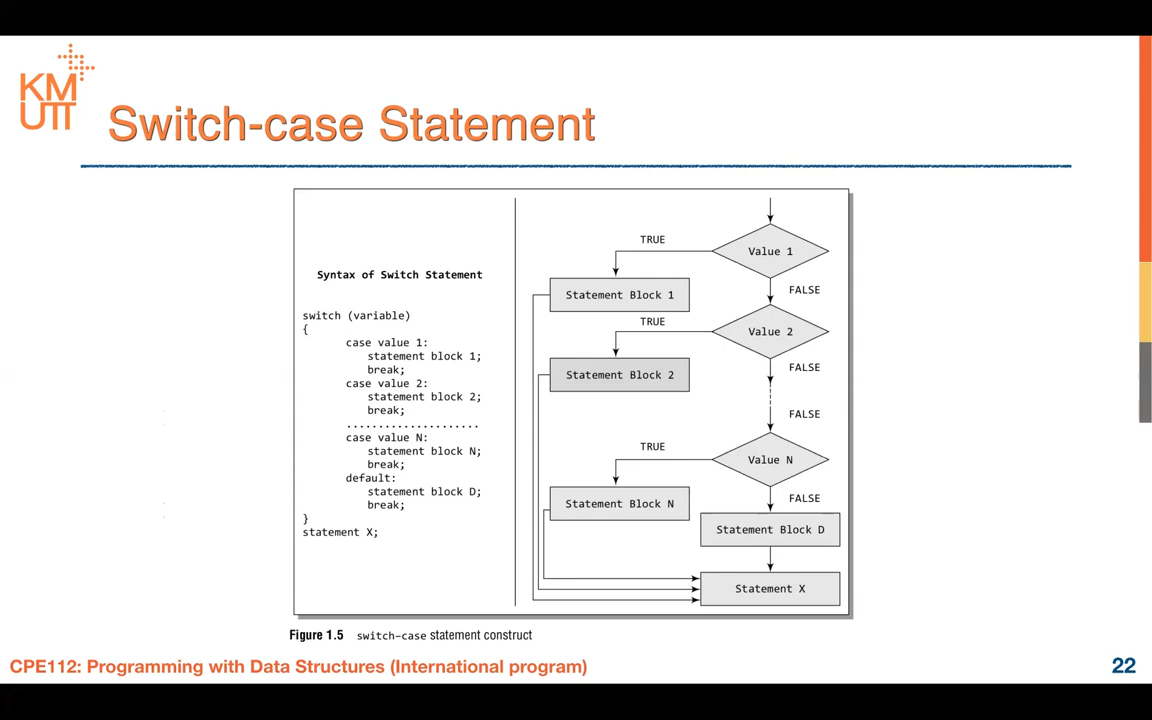 KM
UTT
Switch-case Statement
Syntax of Switch Statement
switch (variable)
{
case value 1:
statement block 1;
break;
case value 2:
statement block 2;
break;
.....................
case value N:
statement block N;
break;
default:
statement block D;
break;
}
statement X;
Value 1
TRUE
FALSE
Statement Block 1
Value 2
TRUE
FALSE
Statement Block 2
FALSE
Value N
TRUE
FALSE
Statement Block N
Statement Block D
Statement X
Figure 1.5 switch-case statement construct
CPE112: Programming with Data Structures (International program)
22